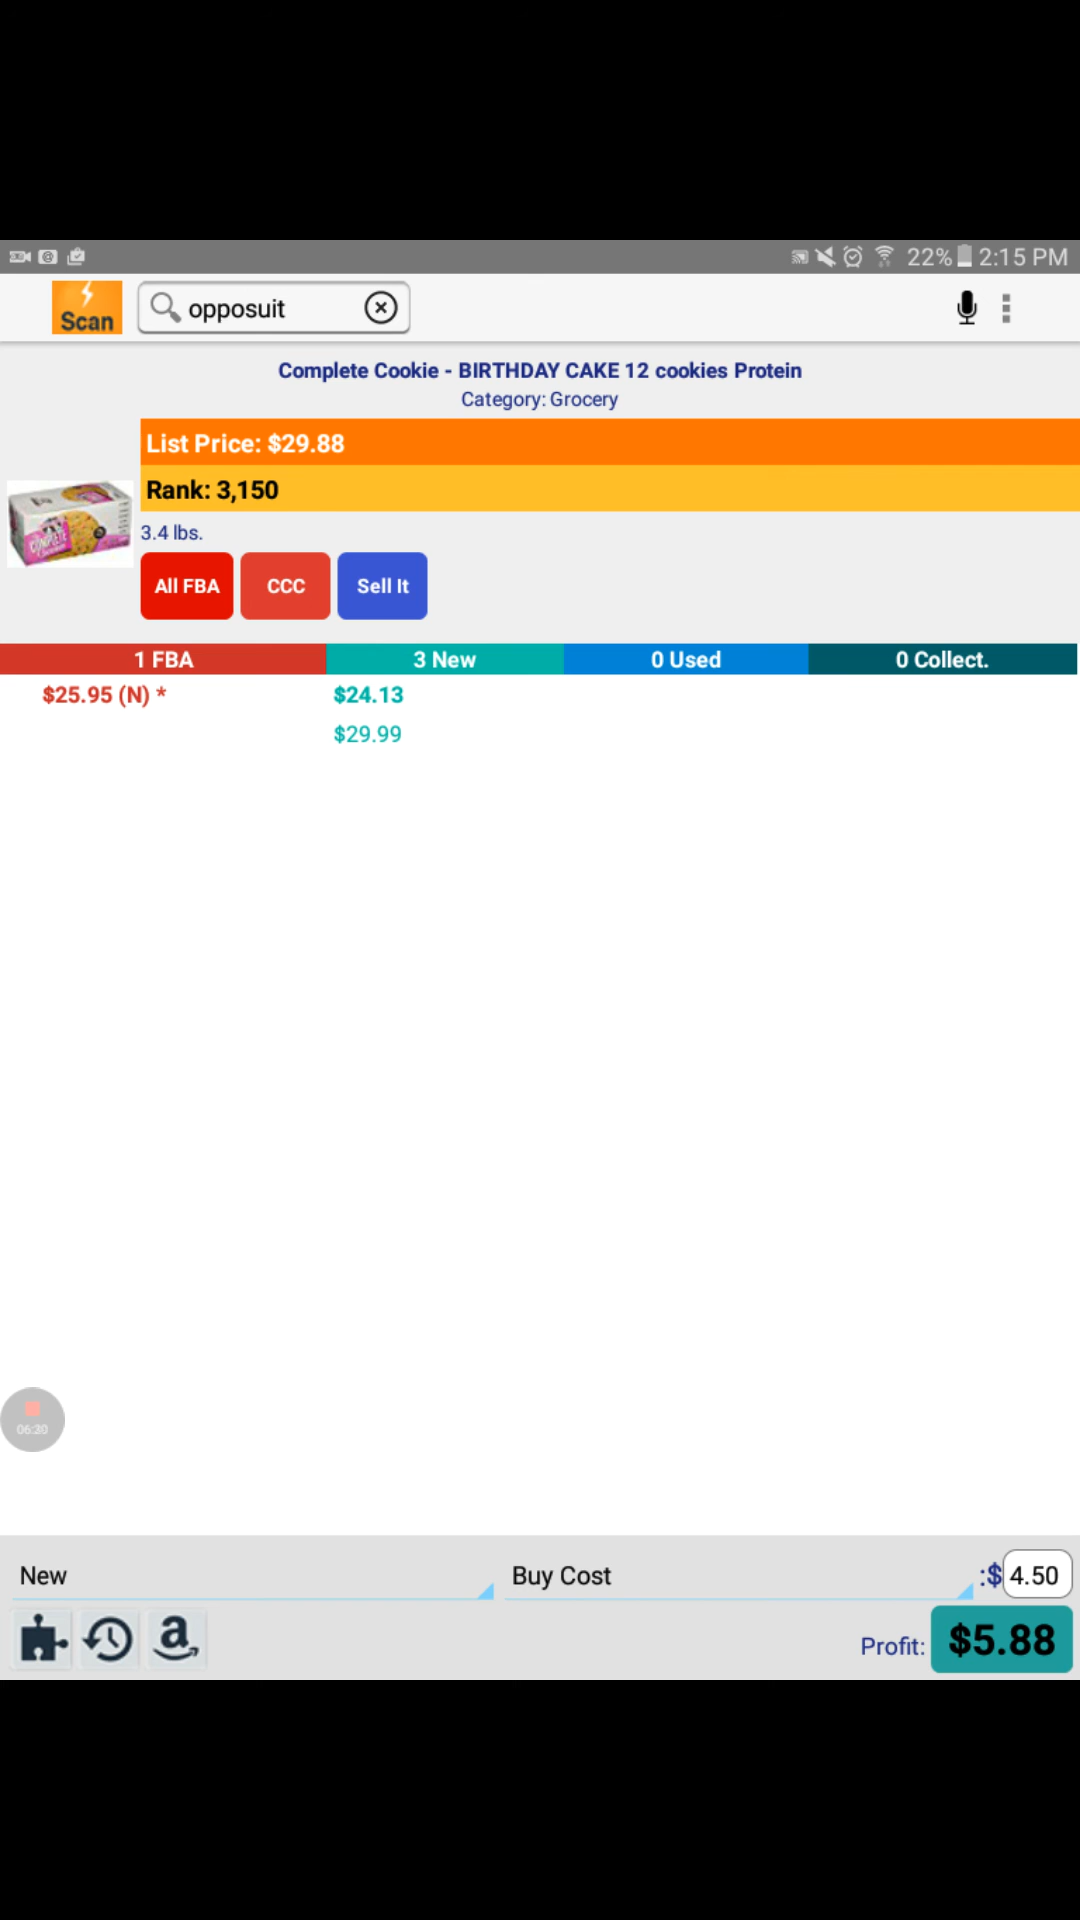 22% 2:15 PM
Scan
opposuit
Complete Cookie - BIRTHDAY CAKE 12 cookies Protein
Category: Grocery
List Price: $29.88
Rank: 3,150
3.4 lbs.
All FBA
CCC
Sell It
1 FBA
3 New
0 Used
0 Collect.
$25.95 (N) *
$24.13
$29.99
06:30
New
Buy Cost
:$ 4.50
Profit: $5.88